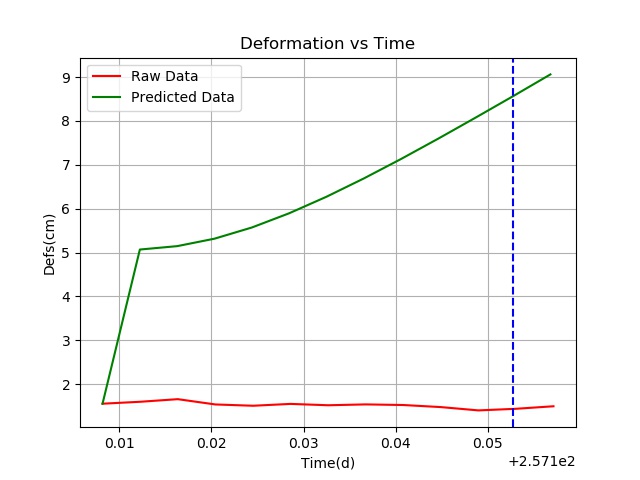 Deformation vs Time
Raw Data
Predicted Data
Defs(cm)
9
8
7
6
5
4
3
2
0.01 0.02 0.03 0.04 0.05
Time(d)
+2.571e2